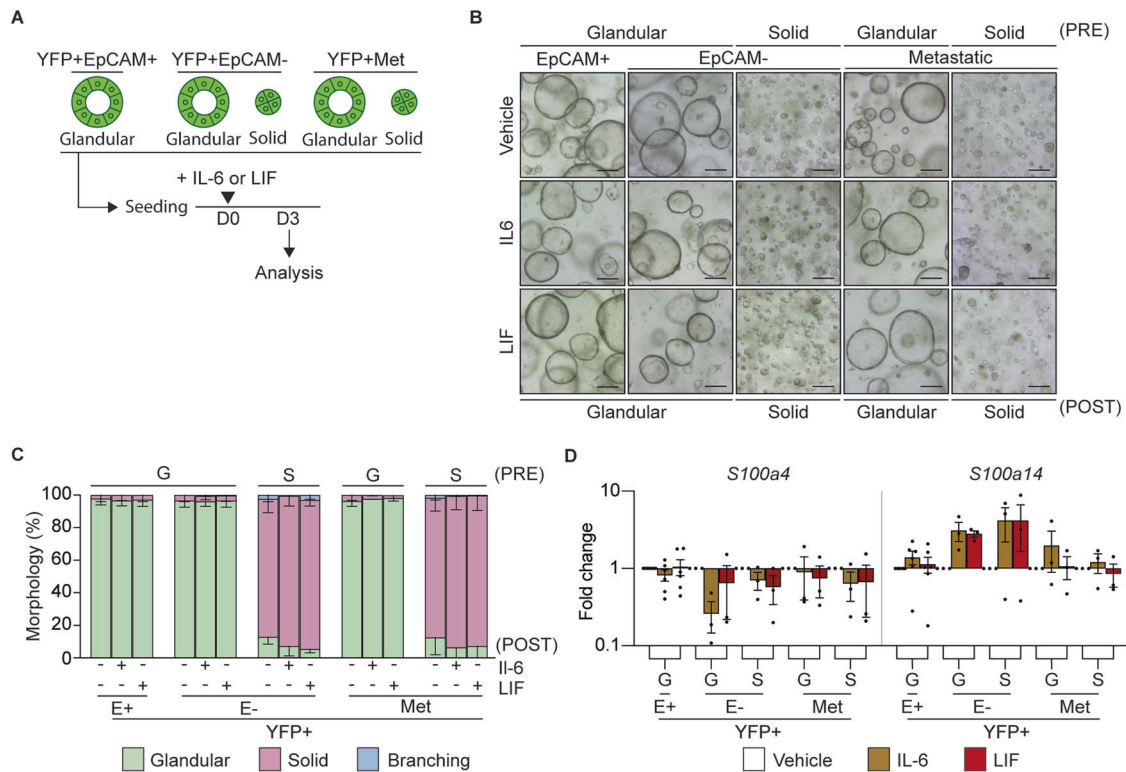 A
YFP+EpCAM+ YFP+EpCAM- YFP+Met
Glandular Glandular Solid Glandular Solid
+ IL-6 or LIF
Seeding
D0 D3
Analysis
B
Glandular Solid Glandular Solid (PRE)
EpCAM+ EpCAM- Metastatic
Vehicle
IL6
LIF
Glandular Solid Glandular Solid (POST)
C
G S G S (PRE)
Morphology (%)
100
80
60
40
20
0
(POST)
- + - - + - - + - - + - - + - Il-6
- - + - - + - - + - - + - - + LIF
E+ E- Met
YFP+
Glandular Solid Branching
D
S100a4 S100a14
Fold change
10
1
0.1
G G S G S G G S G S
E+ E- Met E+ E- Met
YFP+ YFP+
Vehicle IL-6 LIF